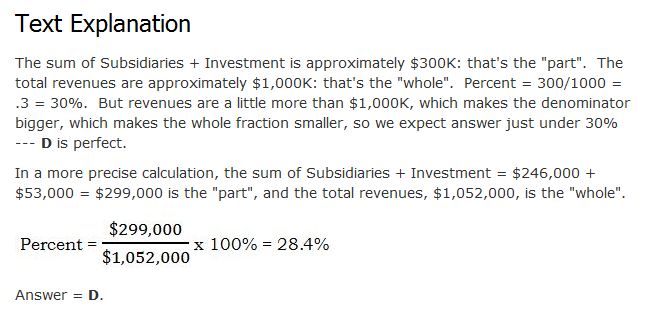 Text Explanation
The sum of Subsidiaries + Investment is approximately $300K: that's the "part".  The
total revenues are approximately $1,000K: that's the "whole".  Percent = 300/1000 =
.3 = 30%.  But revenues are a little more than $1,000K, which makes the denominator
bigger, which makes the whole fraction smaller, so we expect answer just under 30%
--- D is perfect.
In a more precise calculation, the sum of Subsidiaries + Investment = $246,000 +
$53,000 = $299,000 is the "part", and the total revenues, $1,052,000, is the "whole".
$299,000
Percent = x 100% = 28.4%
$1,052,000
Answer = D.